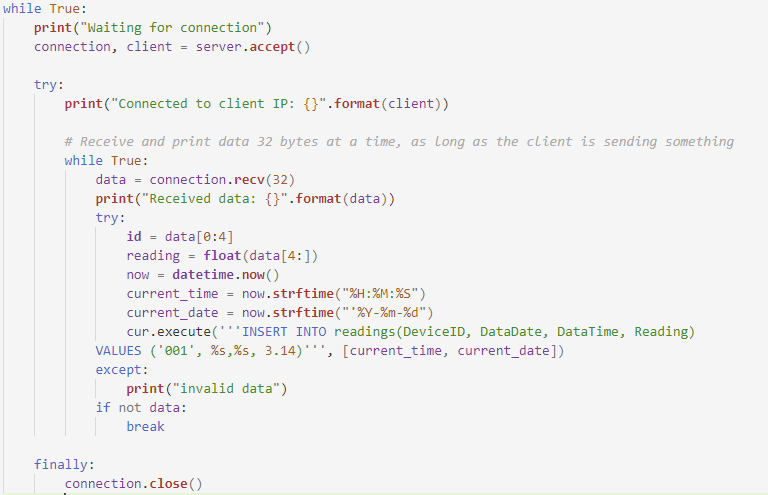 while True:
    print("Waiting for connection")
    connection, client = server.accept()

    try:
        print("Connected to client IP: {}".format(client))

        # Receive and print data 32 bytes at a time, as long as the client is sending something
        while True:
            data = connection.recv(32)
            print("Received data: {}".format(data))
            try:
                id = data[0:4]
                reading = float(data[4:])
                now = datetime.now()
                current_time = now.strftime("%H:%M:%S")
                current_date = now.strftime("'%Y-%m-%d")
                cur.execute('''INSERT INTO readings(DeviceID, DataDate, DataTime, Reading)
            VALUES ('001', %s,%s, 3.14)''', [current_time, current_date])
            except:
                print("invalid data")
            if not data:
                break

    finally:
        connection.close()